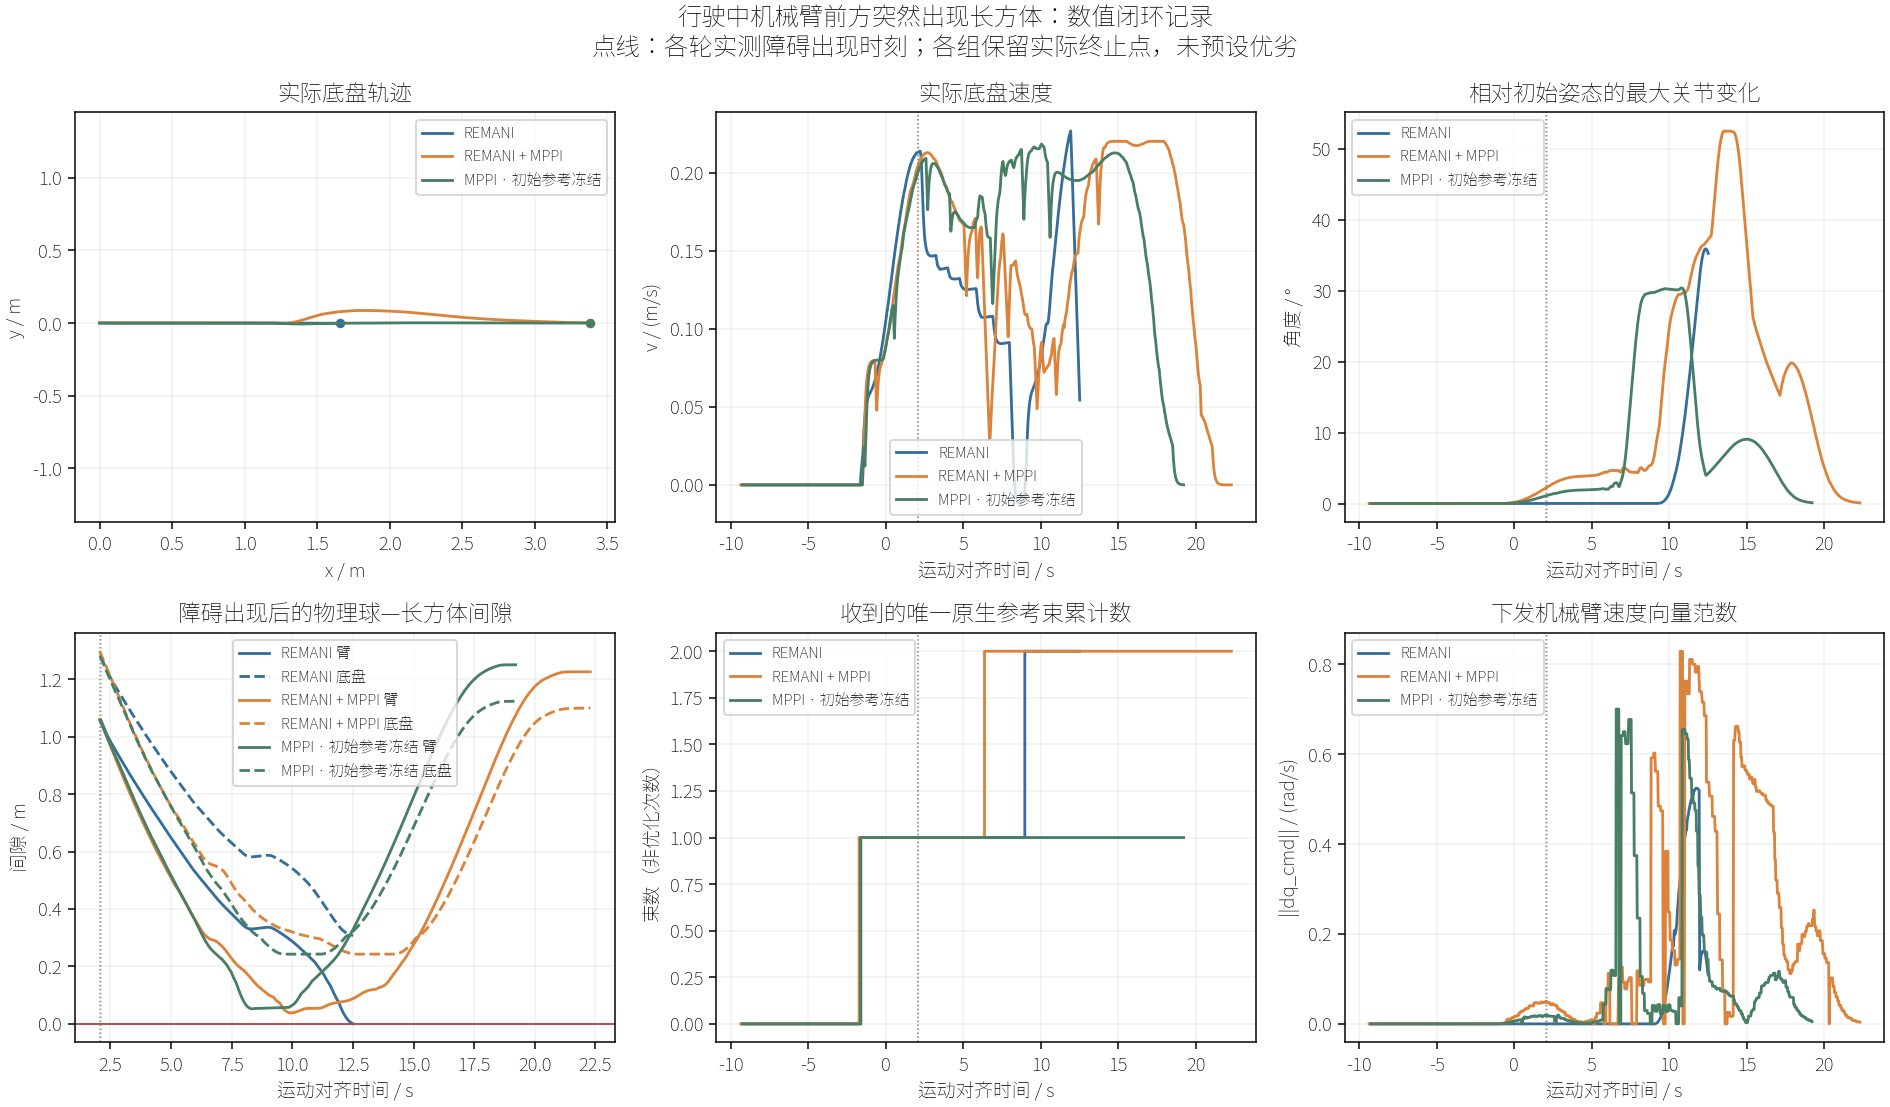 行驶中机械臂前方突然出现长方体：数值闭环记录
点线：各轮实测障碍出现时刻；各组保留实际终止点，未预设优劣
实际底盘轨迹
REMANI
REMANI + MPPI
MPPI · 初始参考冻结
1.0
0.5
0.0
-0.5
-1.0
y / m
0.0 0.5 1.0 1.5 2.0 2.5 3.0 3.5
x / m
实际底盘速度
0.20
0.15
0.10
0.05
0.00
v / (m/s)
REMANI
REMANI + MPPI
MPPI · 初始参考冻结
-10 -5 0 5 10 15 20
运动对齐时间 / s
相对初始姿态的最大关节变化
REMANI
REMANI + MPPI
MPPI · 初始参考冻结
50
40
30
20
10
0
角度 / °
-10 -5 0 5 10 15 20
运动对齐时间 / s
障碍出现后的物理球—长方体间隙
REMANI 臂
REMANI 底盘
REMANI + MPPI 臂
REMANI + MPPI 底盘
MPPI · 初始参考冻结 臂
MPPI · 初始参考冻结 底盘
1.2
1.0
0.8
0.6
0.4
0.2
0.0
间隙 / m
2.5 5.0 7.5 10.0 12.5 15.0 17.5 20.0 22.5
运动对齐时间 / s
收到的唯一原生参考束累计数
REMANI
REMANI + MPPI
MPPI · 初始参考冻结
2.00
1.75
1.50
1.25
1.00
0.75
0.50
0.25
0.00
束数（非优化次数）
-10 -5 0 5 10 15 20
运动对齐时间 / s
下发机械臂速度向量范数
REMANI
REMANI + MPPI
MPPI · 初始参考冻结
0.8
0.6
0.4
0.2
0.0
||dq_cmd|| / (rad/s)
-10 -5 0 5 10 15 20
运动对齐时间 / s